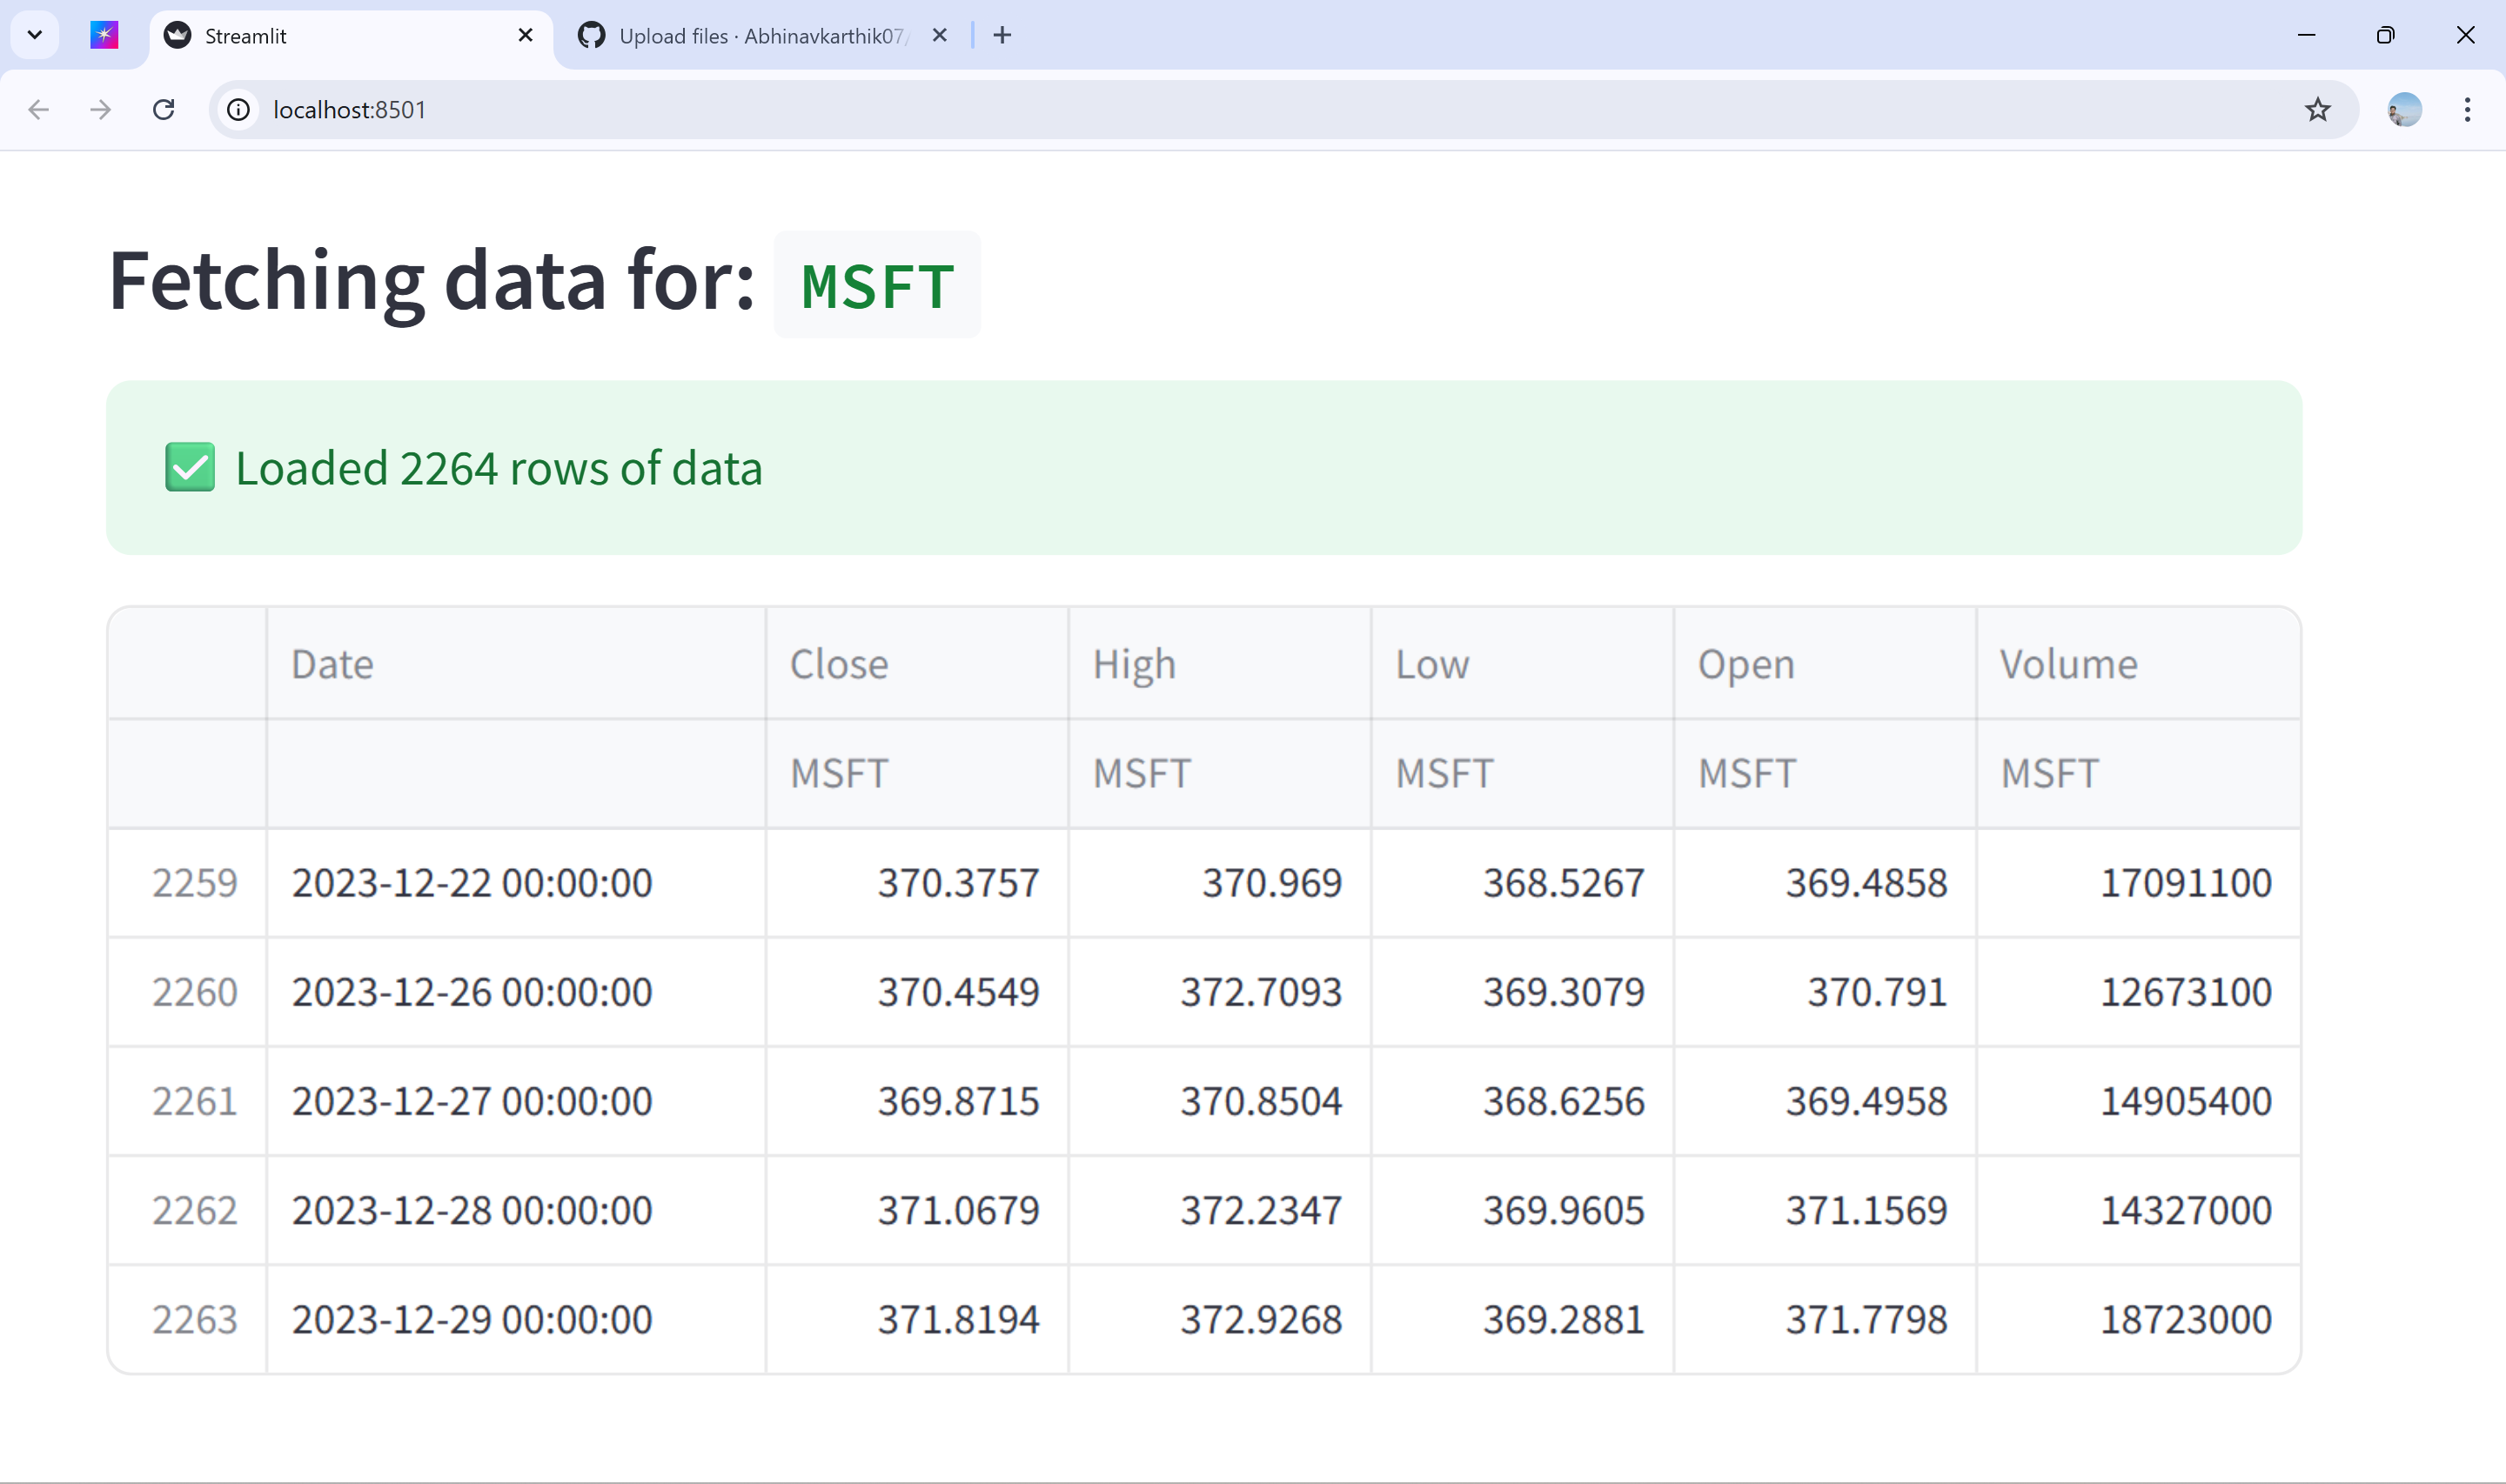 Streamlit
Upload files · Abhinavkarthik07/
localhost:8501
Fetching data for: MSFT
Loaded 2264 rows of data
Date Close High Low Open Volume
MSFT MSFT MSFT MSFT MSFT
2259 2023-12-22 00:00:00 370.3757 370.969 368.5267 369.4858 17091100
2260 2023-12-26 00:00:00 370.4549 372.7093 369.3079 370.791 12673100
2261 2023-12-27 00:00:00 369.8715 370.8504 368.6256 369.4958 14905400
2262 2023-12-28 00:00:00 371.0679 372.2347 369.9605 371.1569 14327000
2263 2023-12-29 00:00:00 371.8194 372.9268 369.2881 371.7798 18723000